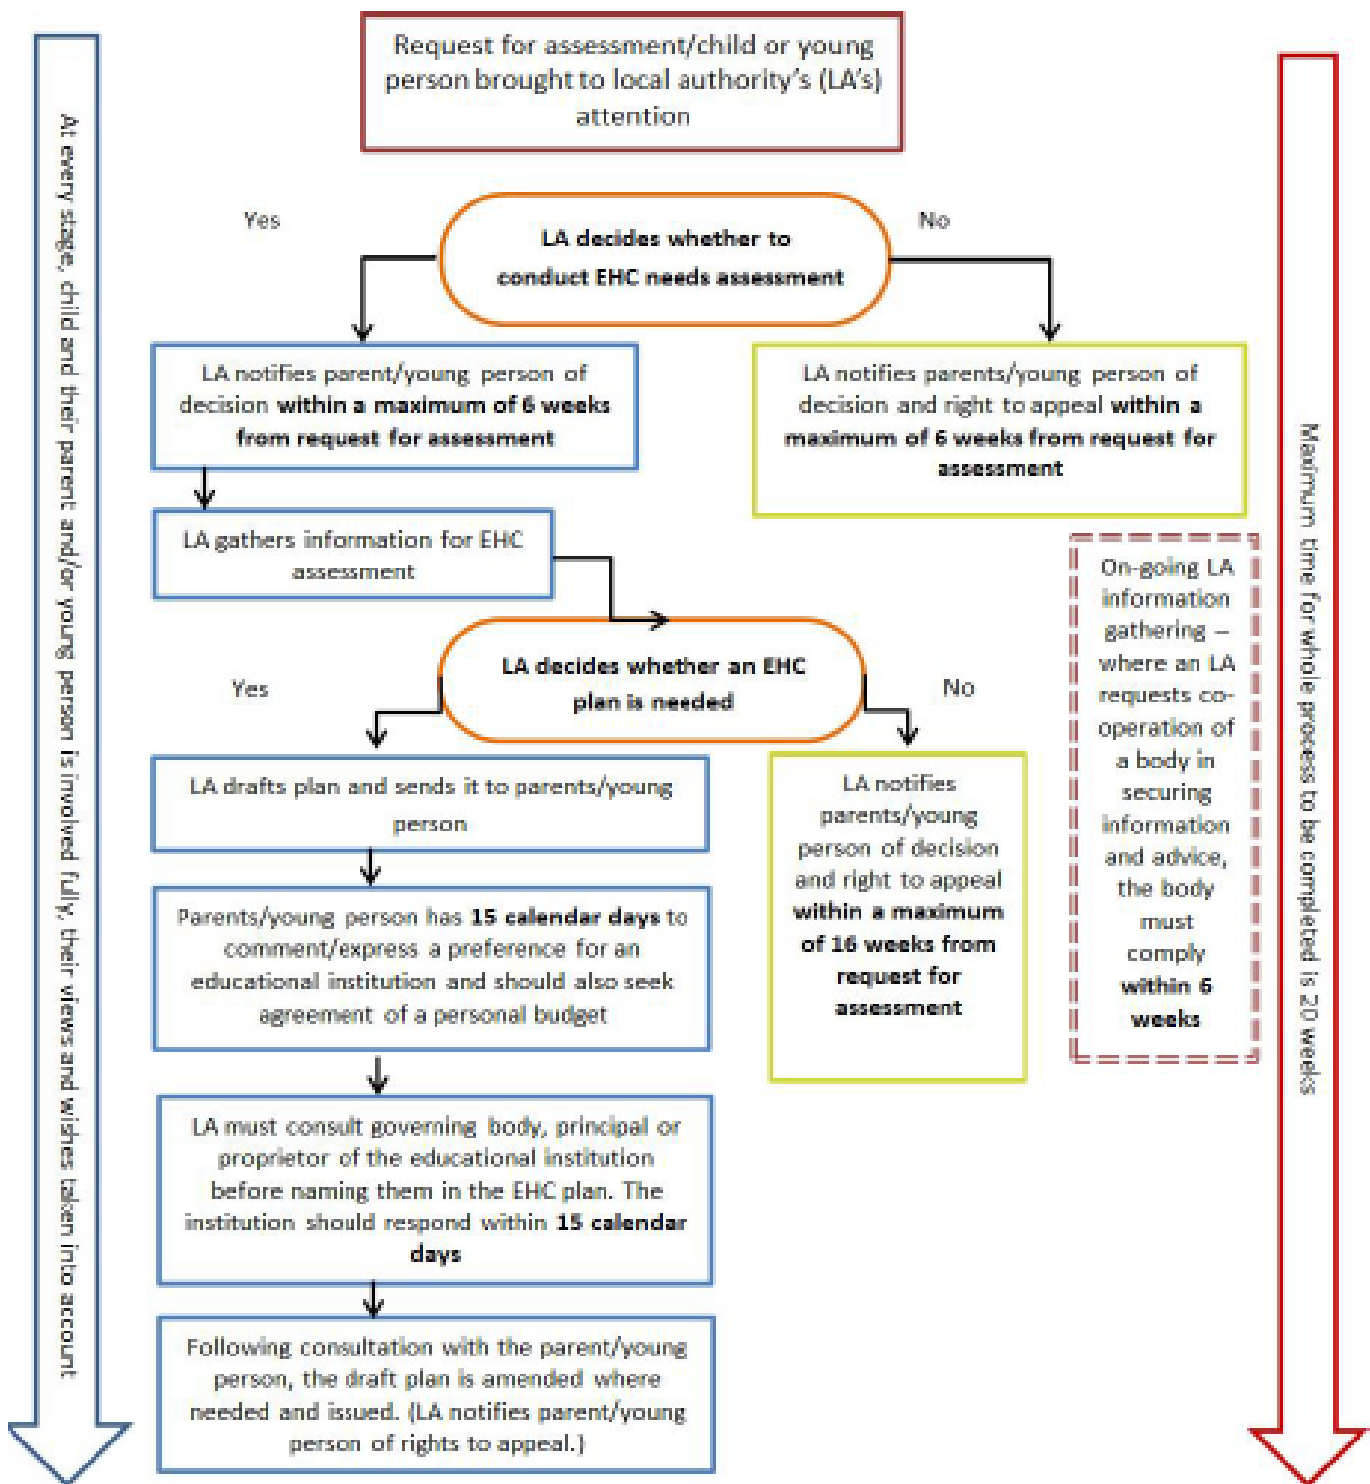 Request for assessment/child or young
person brought to local authority's (LA's)
attention
Yes
LA decides whether to
conduct EHC needs assessment
No
LA notifies parent/young person of
decision within a maximum of 6 weeks
from request for assessment
LA notifies parents/young person of
decision and right to appeal within a
maximum of 6 weeks from request for
assessment
LA gathers information for EHC
assessment
On-going LA
information
gathering –
where an LA
requests co-
operation of
a body in
securing
information
and advice,
the body
must
comply
within 6
weeks
Yes
LA decides whether an EHC
plan is needed
No
LA drafts plan and sends it to parents/young
person
LA notifies
parents/young
person of decision
and right to appeal
within a maximum
of 16 weeks from
request for
assessment
Parents/young person has 15 calendar days to
comment/express a preference for an
educational institution and should also seek
agreement of a personal budget
LA must consult governing body, principal or
proprietor of the educational institution
before naming them in the EHC plan. The
institution should respond within 15 calendar
days
Following consultation with the parent/young
person, the draft plan is amended where
needed and issued. (LA notifies parent/young
person of rights to appeal.)
At every stage, child and their parent and/or young person is involved fully, their views and wishes taken into account
Maximum time for whole process to be completed is 20 weeks